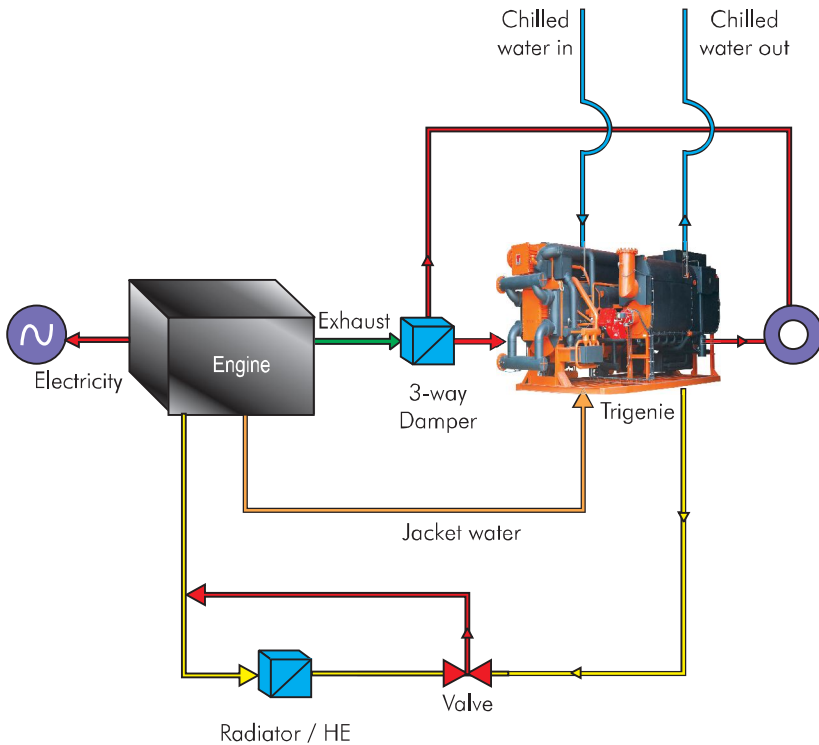 Chilled
water in
Chilled
water out
Exhaust
Engine
Electricity
3-way
Damper
Trigenie
Jacket water
Valve
Radiator / HE